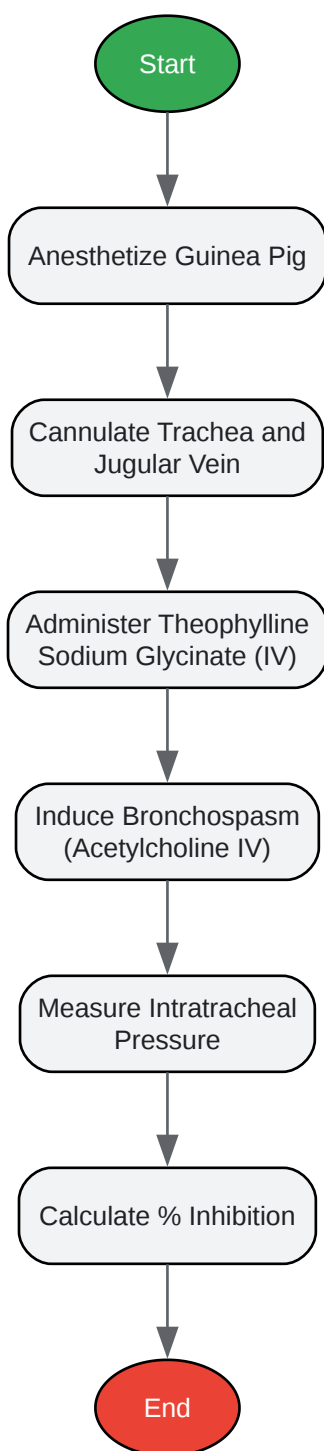 Start
Anesthetize Guinea Pig
Cannulate Trachea and
Jugular Vein
Administer Theophylline
Sodium Glycinate (IV)
Induce Bronchospasm
(Acetylcholine IV)
Measure Intratracheal
Pressure
Calculate % Inhibition
End